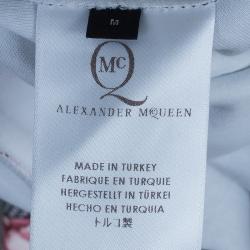 M
McQ
ALEXANDER McQUEEN
MADE IN TURKEY
FABRIQUE EN TURQUIE
HERGESTELLT IN TÜRKEI
HECHO EN TURQUIA
トルコ製